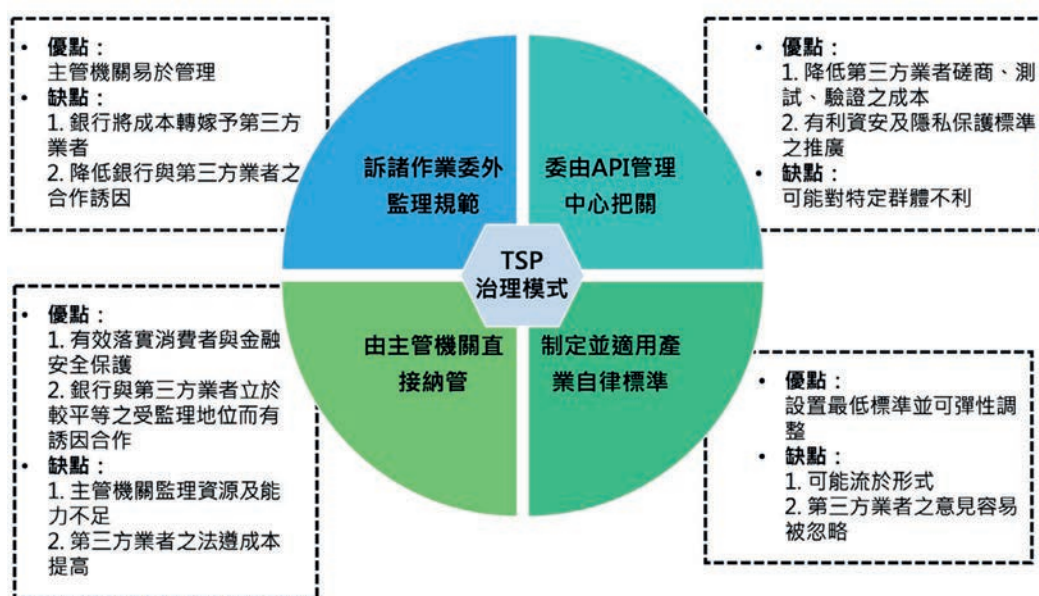 • 優點：
主管機關易於管理
• 缺點：
1. 銀行將成本轉嫁予第三方
業者
2. 降低銀行與第三方業者之
合作誘因
• 優點：
1. 降低第三方業者磋商、測
試、驗證之成本
2. 有利資安及隱私保護標準
之推廣
• 缺點：
可能對特定群體不利
訴諸作業委外
監理規範
委由API管理
中心把關
TSP
治理模式
由主管機關直
接納管
制定並適用產
業自律標準
• 優點：
1. 有效落實消費者與金融
安全保護
2. 銀行與第三方業者立於
較平等之受監理地位而有
誘因合作
• 缺點：
1. 主管機關監理資源及能
力不足
2. 第三方業者之法遵成本
提高
• 優點：
設置最低標準並可彈性調
整
• 缺點：
1. 可能流於形式
2. 第三方業者之意見容易
被忽略